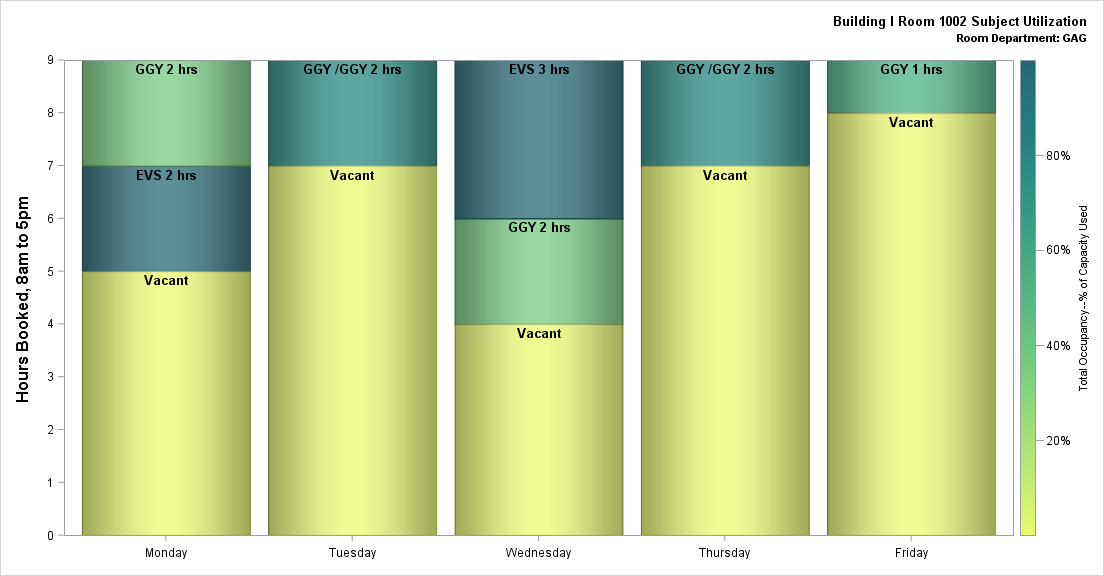 Building I Room 1002 Subject Utilization
Room Department: GAG
Hours Booked, 8am to 5pm
9
8
7
6
5
4
3
2
1
0
GGY 2 hrs
EVS 2 hrs
Vacant
GGY /GGY 2 hrs
Vacant
EVS 3 hrs
GGY 2 hrs
Vacant
GGY /GGY 2 hrs
Vacant
GGY 1 hrs
Vacant
Monday
Tuesday
Wednesday
Thursday
Friday
80%
60%
40%
20%
Total Occupancy--% of Capacity Used